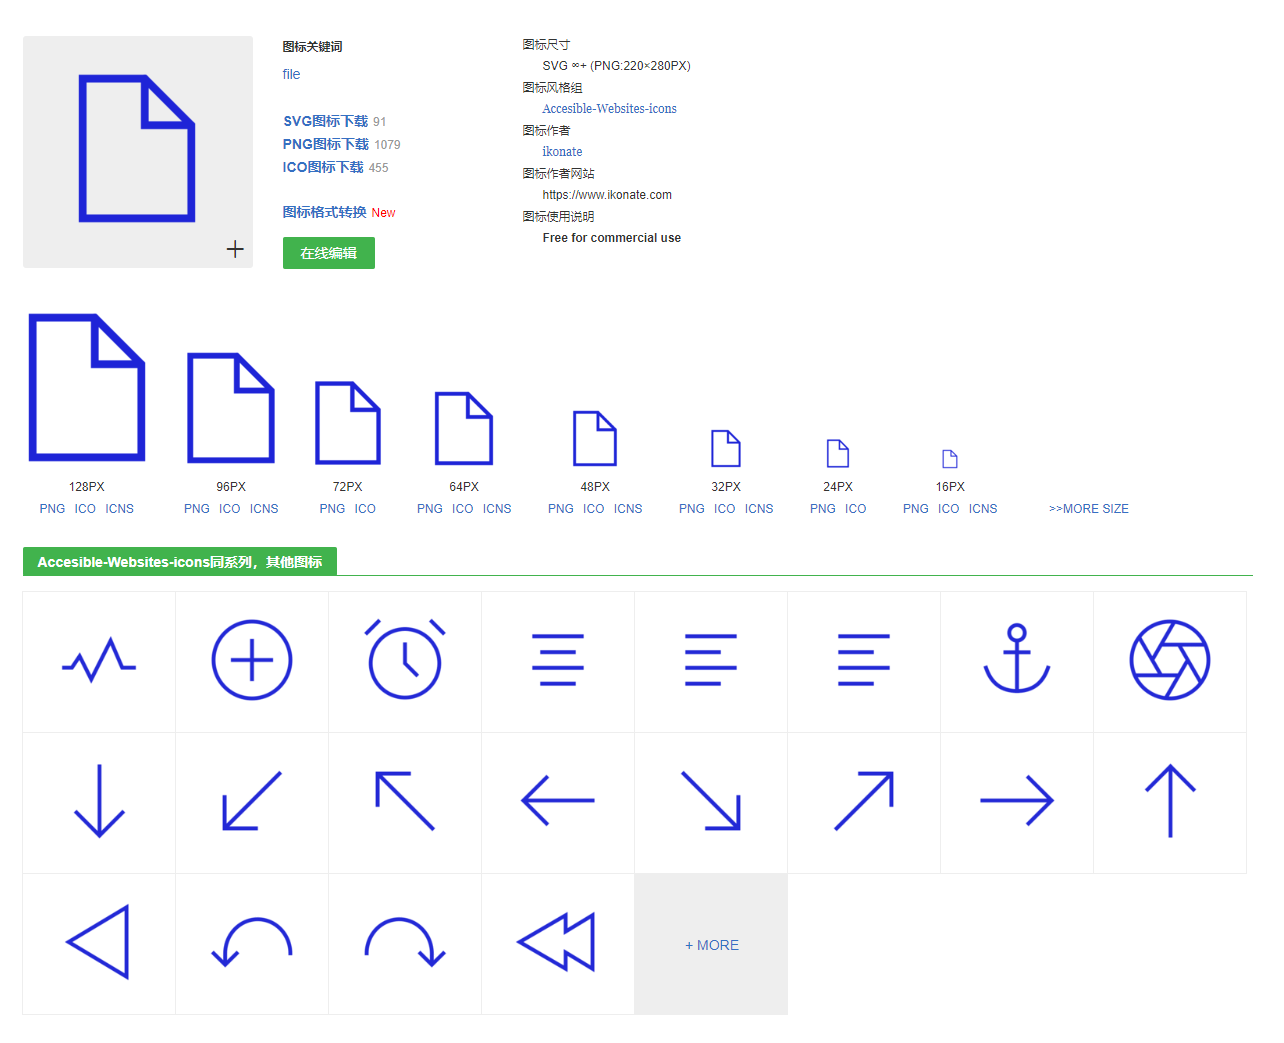 图标关键词
file
SVG图标下载 91
PNG图标下载 1079
ICO图标下载 455
图标格式转换 New
在线编辑
图标尺寸
SVG ∞+ (PNG:220×280PX)
图标风格组
Accesible-Websites-icons
图标作者
ikonate
图标作者网站
https://www.ikonate.com
图标使用说明
Free for commercial use
128PX 96PX 72PX 64PX 48PX 32PX 24PX 16PX
PNG ICO ICNS PNG ICO ICNS PNG ICO PNG ICO ICNS PNG ICO ICNS PNG ICO ICNS PNG ICO PNG ICO ICNS >>MORE SIZE
Accesible-Websites-icons同系列，其他图标
+ MORE